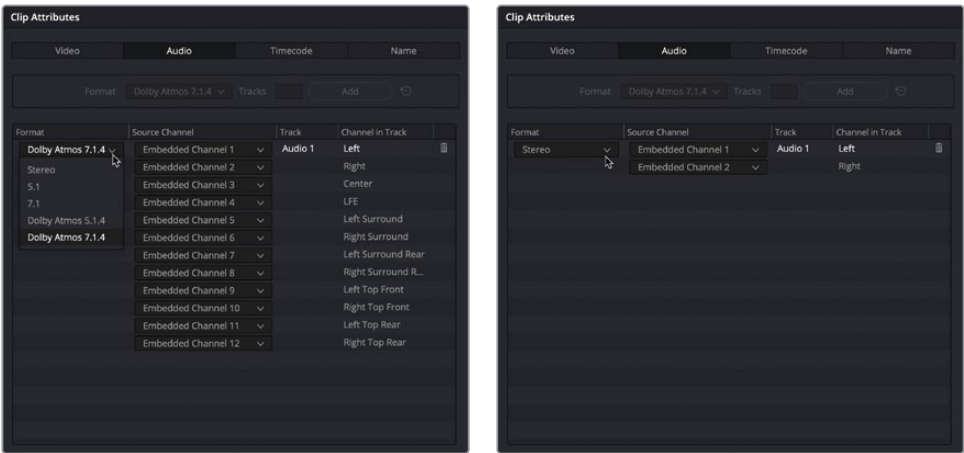 Clip Attributes
Video Audio Timecode Name
Format Dolby Atmos 7.1.4 Tracks Add
Format Source Channel Track Channel in Track
Dolby Atmos 7.1.4 Embedded Channel 1 Audio 1 Left
Embedded Channel 2 Right
Stereo
Embedded Channel 3 Center
5.1
Embedded Channel 4 LFE
7.1
Embedded Channel 5 Left Surround
Dolby Atmos 5.1.4
Embedded Channel 6 Right Surround
Dolby Atmos 7.1.4
Embedded Channel 7 Left Surround Rear
Embedded Channel 8 Right Surround R...
Embedded Channel 9 Left Top Front
Embedded Channel 10 Right Top Front
Embedded Channel 11 Left Top Rear
Embedded Channel 12 Right Top Rear
Clip Attributes
Video Audio Timecode Name
Format Dolby Atmos 7.1.4 Tracks Add
Format Source Channel Track Channel in Track
Stereo Embedded Channel 1 Audio 1 Left
Embedded Channel 2 Right